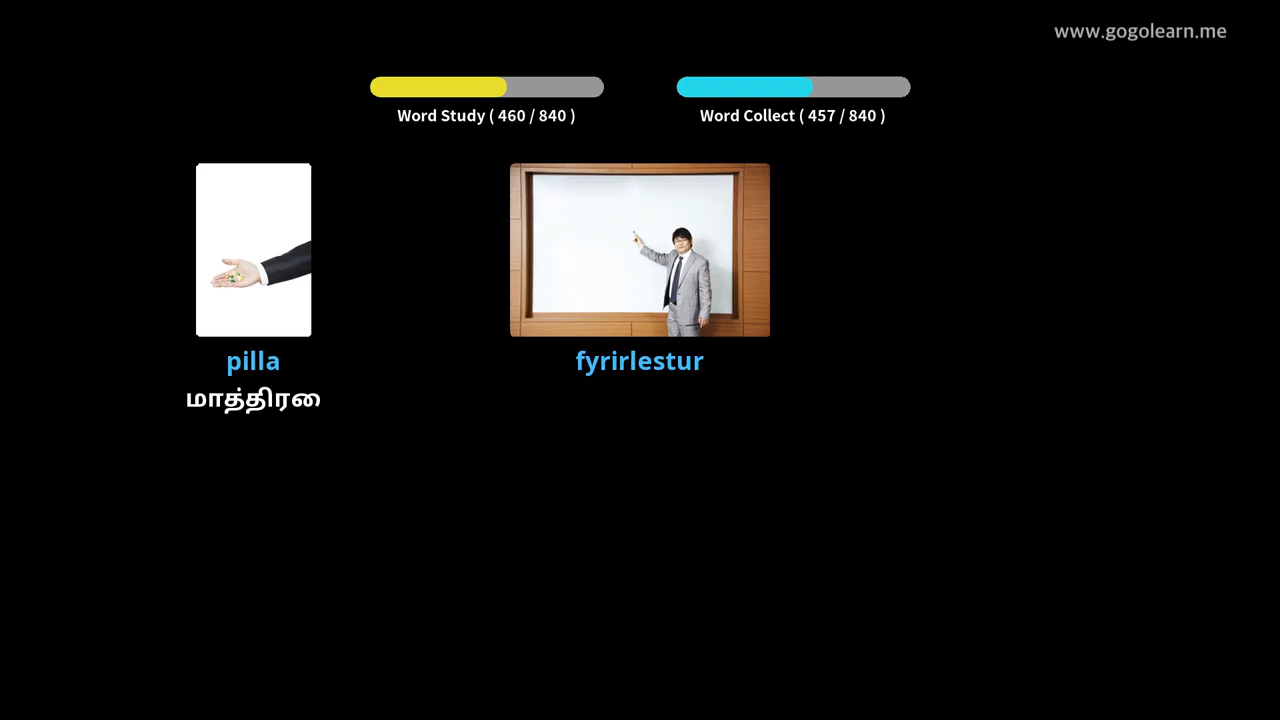 www.gogolearn.me
Word Study ( 460 / 840 )
Word Collect ( 457 / 840 )
pilla
மாத்திரை
fyrirlestur